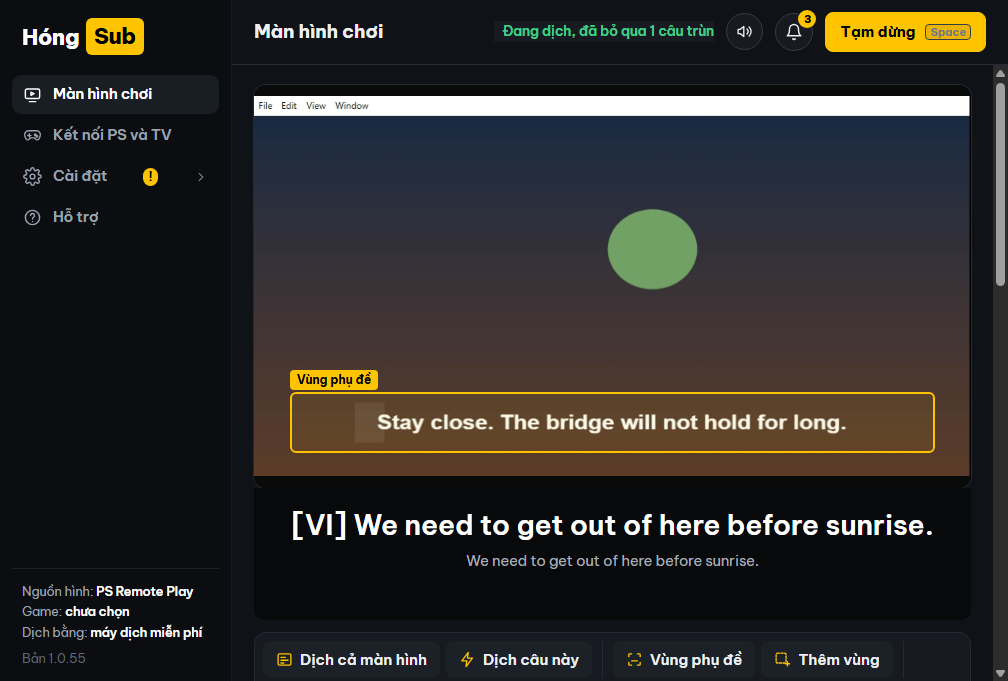 Hóng Sub
Màn hình chơi
Kết nối PS và TV
Cài đặt !
Hỗ trợ
Nguồn hình: PS Remote Play
Game: chưa chọn
Dịch bằng: máy dịch miễn phí
Bản 1.0.55
Màn hình chơi
Đang dịch, đã bỏ qua 1 câu trùn
3
Tạm dừng Space
File Edit View Window
Vùng phụ đề
Stay close. The bridge will not hold for long.
[VI] We need to get out of here before sunrise.
We need to get out of here before sunrise.
Dịch cả màn hình
Dịch câu này
Vùng phụ đề
Thêm vùng